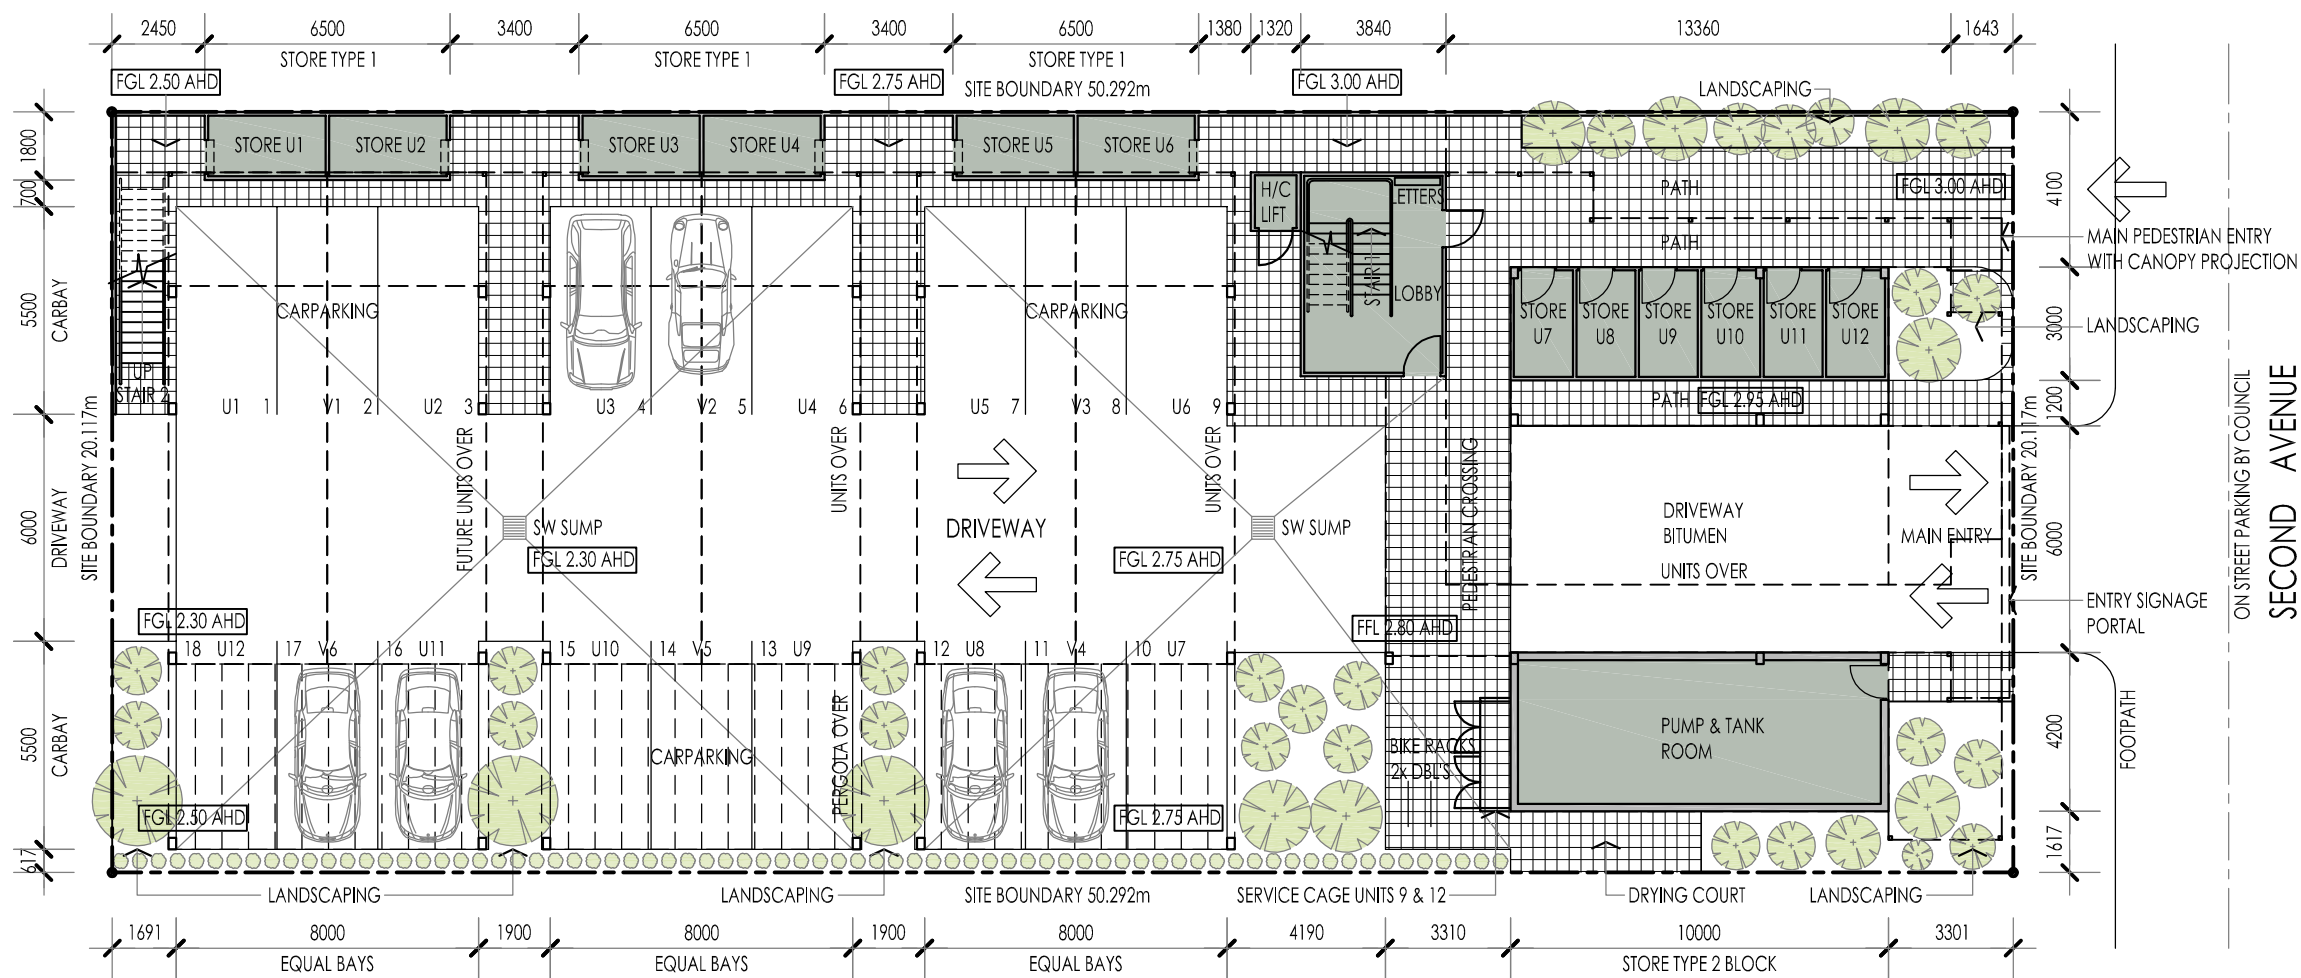 2450
6500
3400
6500
3400
6500
1380
1320
3840
13360
1643
STORE TYPE 1
STORE TYPE 1
STORE TYPE 1
FGL 2.50 AHD
FGL 2.75 AHD
SITE BOUNDARY 50.292m
FGL 3.00 AHD
LANDSCAPING
1800
700
5500
CARBAY
6000
DRIVEWAY
5500
CARBAY
617
SITE BOUNDARY 20.117m
STORE U1
STORE U2
STORE U3
STORE U4
STORE U5
STORE U6
H/C
LIFT
LETTERS
STAIR 1
LOBBY
PATH
FGL 3.00 AHD
PATH
4100
MAIN PEDESTRIAN ENTRY
WITH CANOPY PROJECTION
CARPARKING
CARPARKING
STORE
U7
STORE
U8
STORE
U9
STORE
U10
STORE
U11
STORE
U12
3000
LANDSCAPING
UP
STAIR 2
U1 1
V1 2
U2 3
U3 4
V2 5
U4 6
U5 7
V3 8
U6 9
PATH
FGL 2.95 AHD
1200
FUTURE UNITS OVER
UNITS OVER
UNITS OVER
PEDESTRIAN CROSSING
SW SUMP
FGL 2.30 AHD
DRIVEWAY
FGL 2.75 AHD
SW SUMP
DRIVEWAY
BITUMEN
UNITS OVER
MAIN ENTRY
SITE BOUNDARY 20.117m
6000
ENTRY SIGNAGE
PORTAL
ON STREET PARKING BY COUNCIL
SECOND AVENUE
FGL 2.30 AHD
FFL 2.80 AHD
18 U12
17 V6
16 U11
15 U10
14 V5
13 U9
12 U8
11 V4
10 U7
CARPARKING
PERGOLA OVER
BIKE RACKS
2x DBL'S
PUMP & TANK
ROOM
4200
FOOTPATH
FGL 2.50 AHD
FGL 2.75 AHD
1617
LANDSCAPING
LANDSCAPING
SITE BOUNDARY 50.292m
SERVICE CAGE UNITS 9 & 12
DRYING COURT
LANDSCAPING
1691
8000
1900
8000
1900
8000
4190
3310
10000
3301
EQUAL BAYS
EQUAL BAYS
EQUAL BAYS
STORE TYPE 2 BLOCK